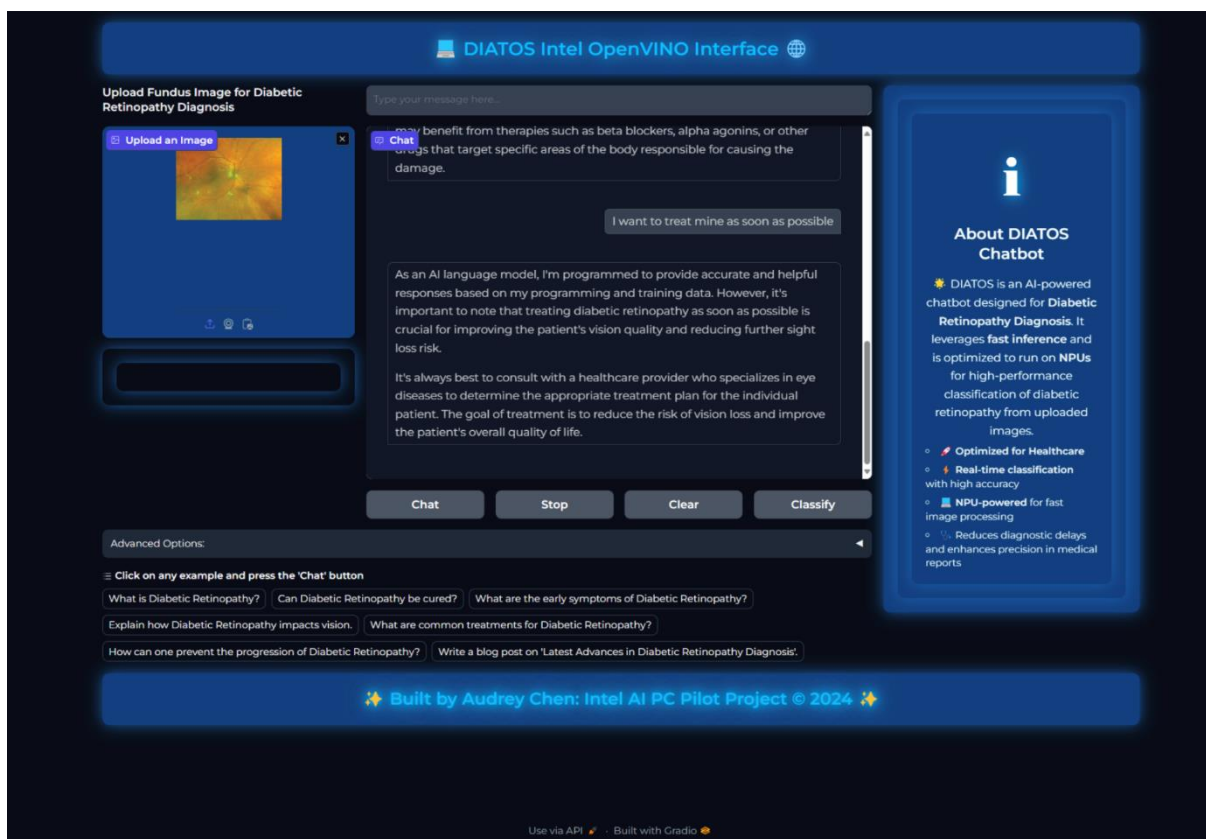 💻 DIATOS Intel OpenVINO Interface 🌐
Upload Fundus Image for Diabetic
Retinopathy Diagnosis
Upload an Image
Type your message here...
Chat
may benefit from therapies such as beta blockers, alpha agonins, or other
drugs that target specific areas of the body responsible for causing the
damage.
I want to treat mine as soon as possible
As an AI language model, I'm programmed to provide accurate and helpful
responses based on my programming and training data. However, it's
important to note that treating diabetic retinopathy as soon as possible is
crucial for improving the patient's vision quality and reducing further sight
loss risk.
It's always best to consult with a healthcare provider who specializes in eye
diseases to determine the appropriate treatment plan for the individual
patient. The goal of treatment is to reduce the risk of vision loss and improve
the patient's overall quality of life.
Chat
Stop
Clear
Classify
Advanced Options:
Click on any example and press the 'Chat' button
What is Diabetic Retinopathy?
Can Diabetic Retinopathy be cured?
What are the early symptoms of Diabetic Retinopathy?
Explain how Diabetic Retinopathy impacts vision.
What are common treatments for Diabetic Retinopathy?
How can one prevent the progression of Diabetic Retinopathy?
Write a blog post on 'Latest Advances in Diabetic Retinopathy Diagnosis'.
About DIATOS
Chatbot
🌟 DIATOS is an AI-powered
chatbot designed for Diabetic
Retinopathy Diagnosis. It
leverages fast inference and
is optimized to run on NPUs
for high-performance
classification of diabetic
retinopathy from uploaded
images.
🚀 Optimized for Healthcare
⚡ Real-time classification
with high accuracy
💻 NPU-powered for fast
image processing
🩺 Reduces diagnostic delays
and enhances precision in medical
reports
✨ Built by Audrey Chen: Intel AI PC Pilot Project © 2024 ✨
Use via API 🚀 · Built with Gradio